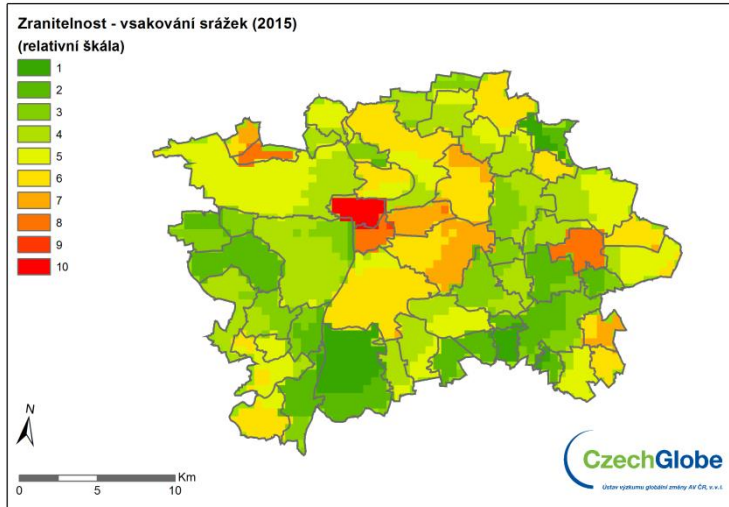 Zranitelnost - vsakování srážek (2015)
(relativní škála)
1
2
3
4
5
6
7
8
9
10
N
Km
0 5 10
CzechGlobe
Ústav výzkumu globální změny AV ČR, v. v. i.